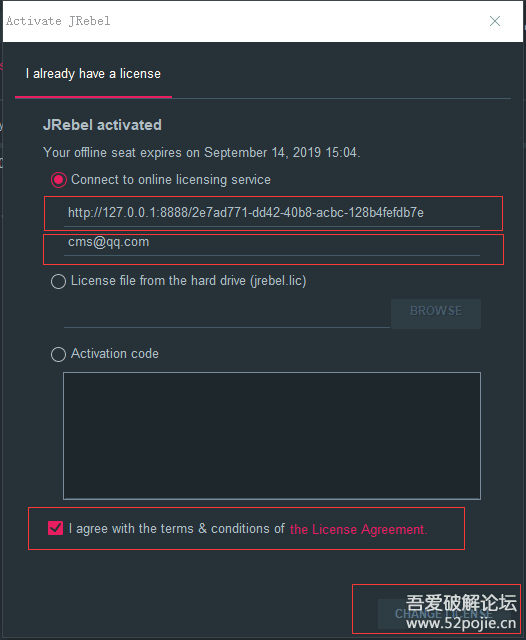 Activate JRebel
I already have a license
JRebel activated
Your offline seat expires on September 14, 2019 15:04.
Connect to online licensing service
http://127.0.0.1:8888/2e7ad771-dd42-40b8-acbc-128b4fefdb7e
cms@qq.com
License file from the hard drive (jrebel.lic)
BROWSE
Activation code
I agree with the terms & conditions of the License Agreement.
CHANGE LICENSE
吾爱破解论坛
www.52pojie.cn